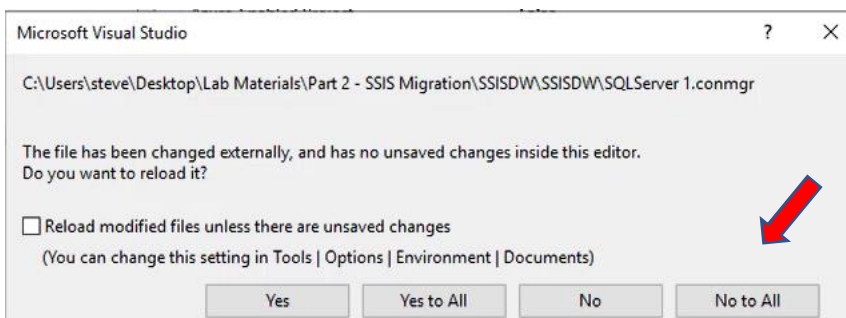 Microsoft Visual Studio
C:\Users\steve\Desktop\Lab Materials\Part 2 - SSIS Migration\SSISDW\SSISDW\SQLServer 1.conmgr
The file has been changed externally, and has no unsaved changes inside this editor.
Do you want to reload it?
Reload modified files unless there are unsaved changes
(You can change this setting in Tools | Options | Environment | Documents)
Yes
Yes to All
No
No to All